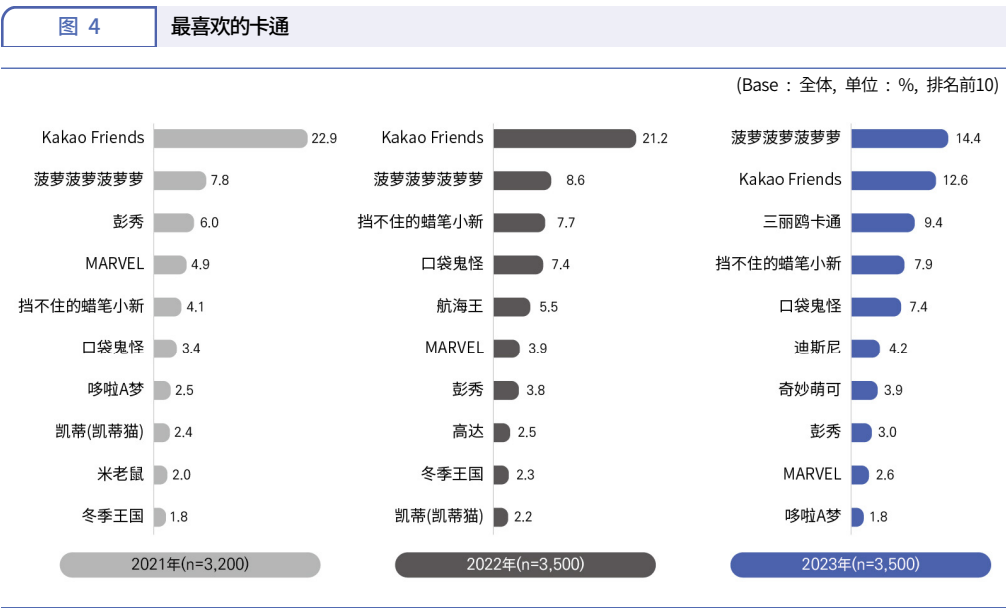 图 4
最喜欢的卡通
(Base : 全体, 单位 : %, 排名前10)
Kakao Friends 22.9
菠萝菠萝菠萝萝 7.8
彭秀 6.0
MARVEL 4.9
挡不住的蜡笔小新 4.1
口袋鬼怪 3.4
哆啦A梦 2.5
凯蒂(凯蒂猫) 2.4
米老鼠 2.0
冬季王国 1.8
2021年(n=3,200)
Kakao Friends 21.2
菠萝菠萝菠萝萝 8.6
挡不住的蜡笔小新 7.7
口袋鬼怪 7.4
航海王 5.5
MARVEL 3.9
彭秀 3.8
高达 2.5
冬季王国 2.3
凯蒂(凯蒂猫) 2.2
2022年(n=3,500)
菠萝菠萝菠萝萝 14.4
Kakao Friends 12.6
三丽鸥卡通 9.4
挡不住的蜡笔小新 7.9
口袋鬼怪 7.4
迪斯尼 4.2
奇妙萌可 3.9
彭秀 3.0
MARVEL 2.6
哆啦A梦 1.8
2023年(n=3,500)